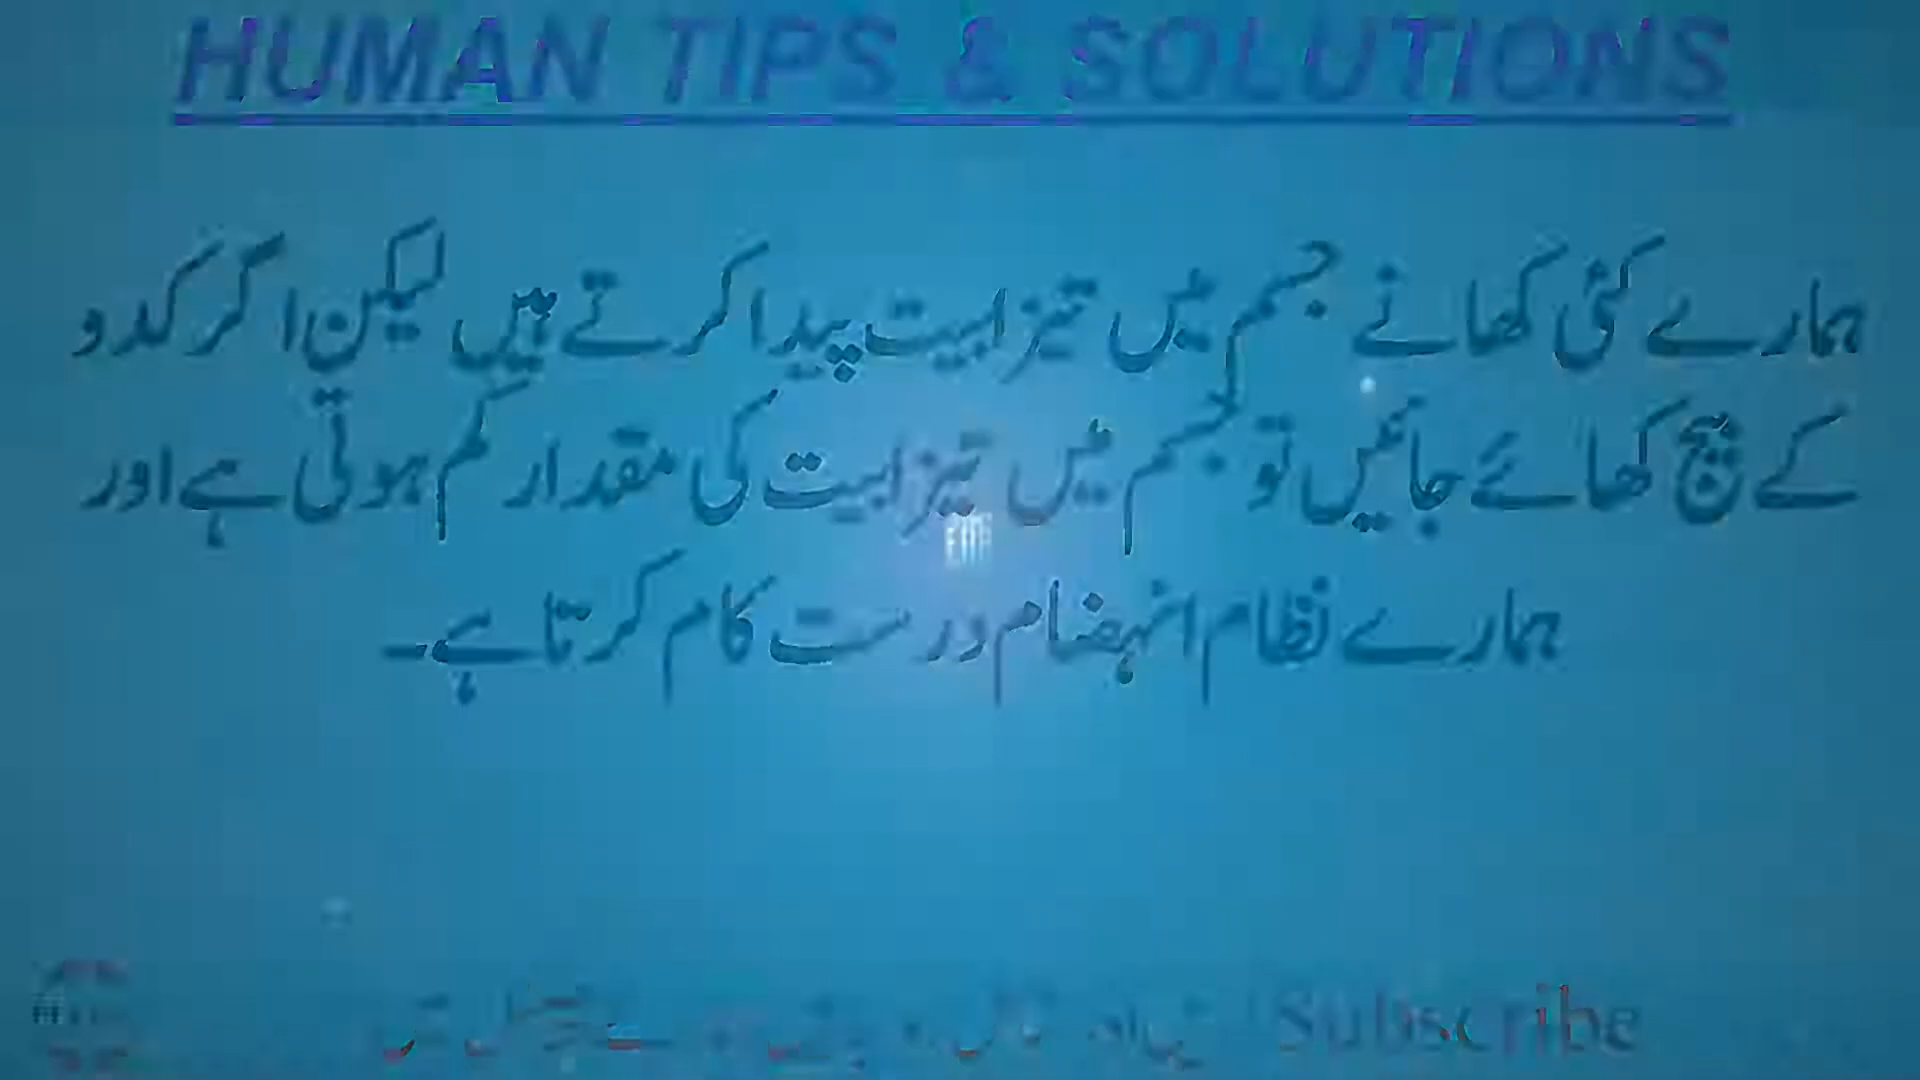 HUMAN TIPS & SOLUTIONS
ہمارے کئی کھانے جسم میں تیزابیت پیدا کرتے ہیں لیکن اگر کدو
کے بیج کھائے جائیں تو جسم میں تیزابیت کی مقدار کم ہوتی ہے اور
ہمارے نظام انہضام درست کام کرتا ہے۔
Subscribe